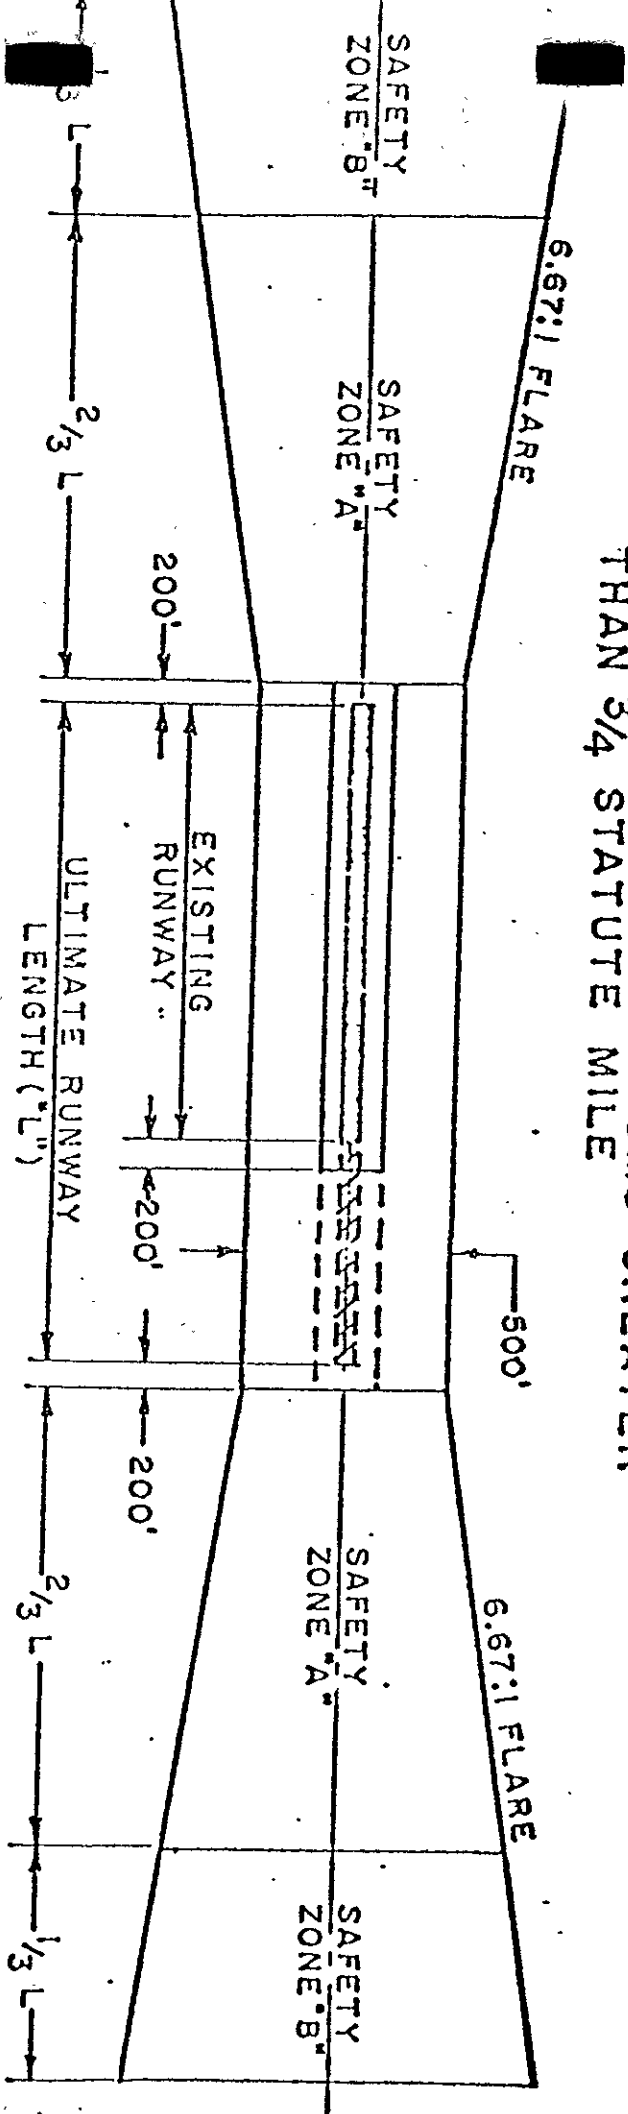 THAN 3/4 STATUTE MILE
6.67:1 FLARE
500'
6.67:1 FLARE
SAFETY
ZONE "B"
SAFETY
ZONE "A"
SAFETY
ZONE "A"
SAFETY
ZONE "B"
200'
EXISTING
RUNWAY
200'
200'
L
2/3 L
ULTIMATE RUNWAY
LENGTH ("L")
2/3 L
1/3 L